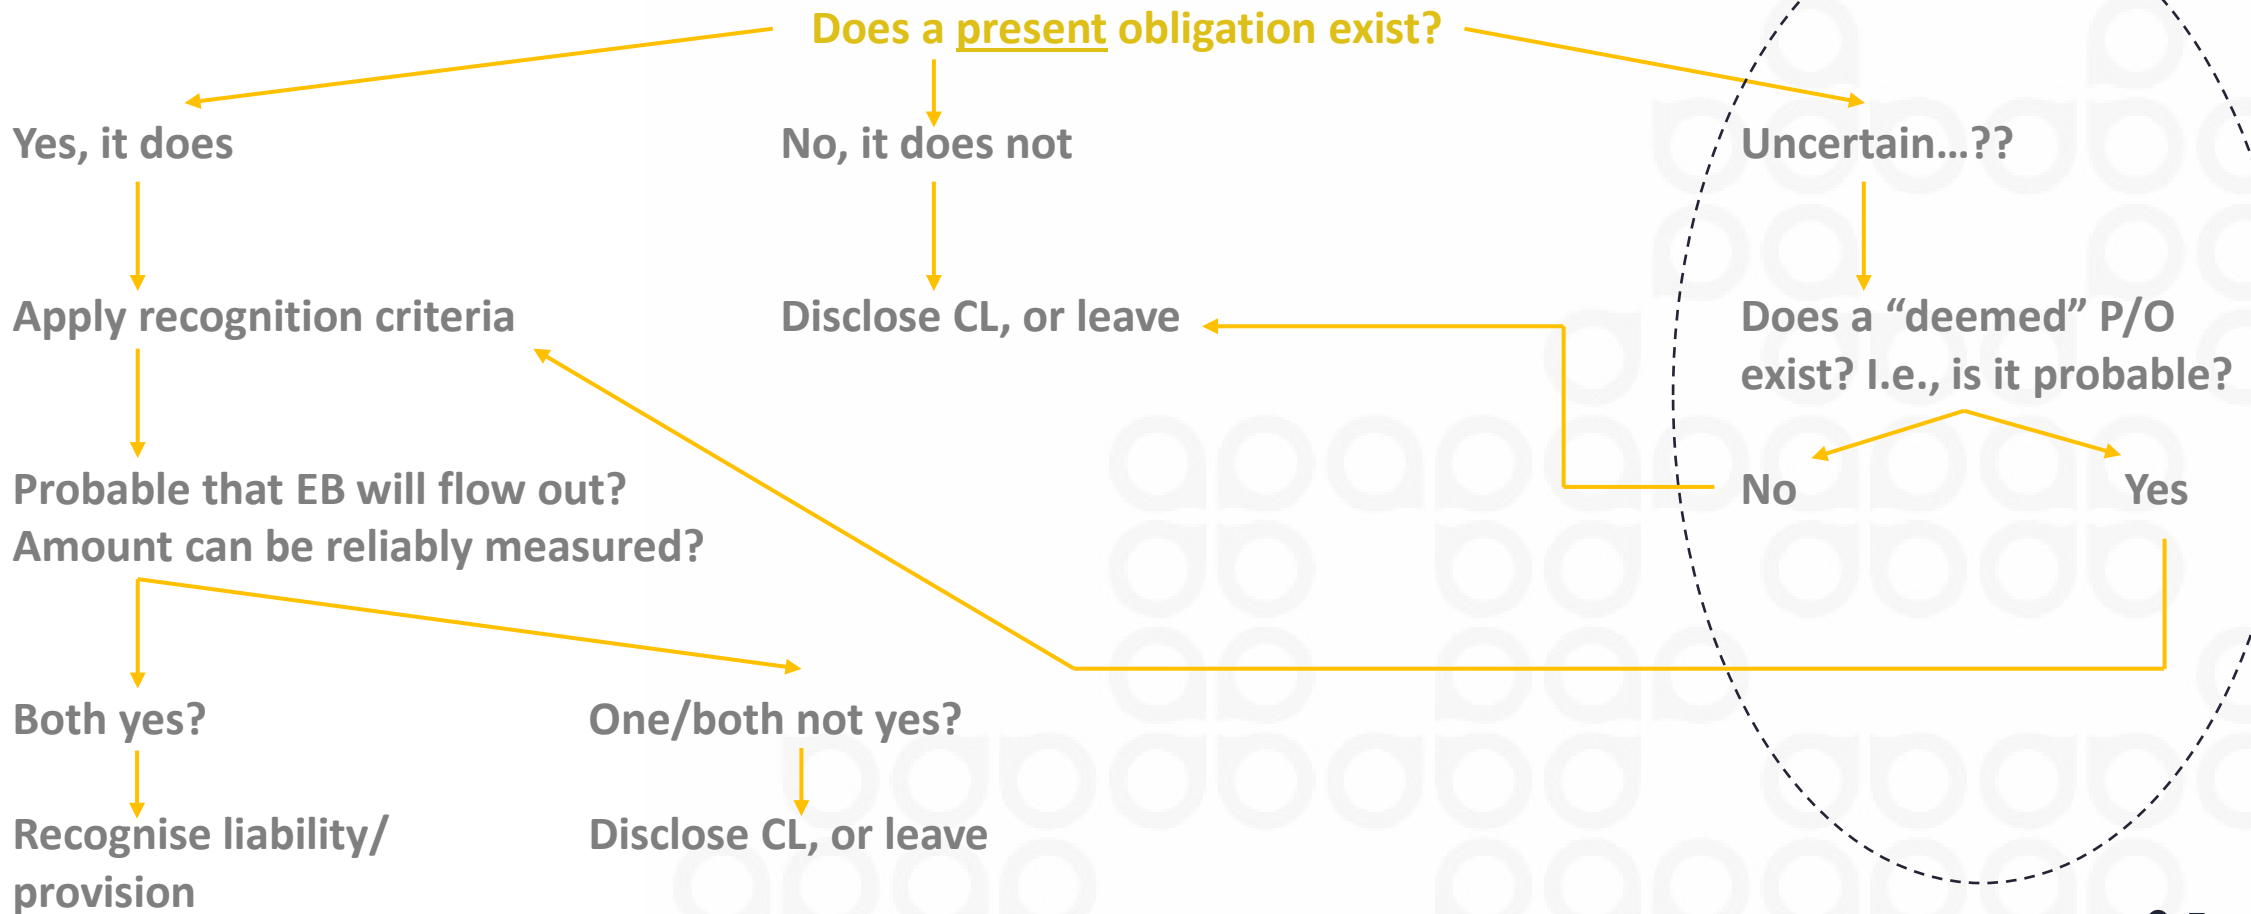 Does a present obligation exist?
Yes, it does
No, it does not
Uncertain...??
Apply recognition criteria
Disclose CL, or leave
Does a “deemed” P/O
exist? I.e., is it probable?
Probable that EB will flow out?
Amount can be reliably measured?
No
Yes
Both yes?
One/both not yes?
Recognise liability/
provision
Disclose CL, or leave